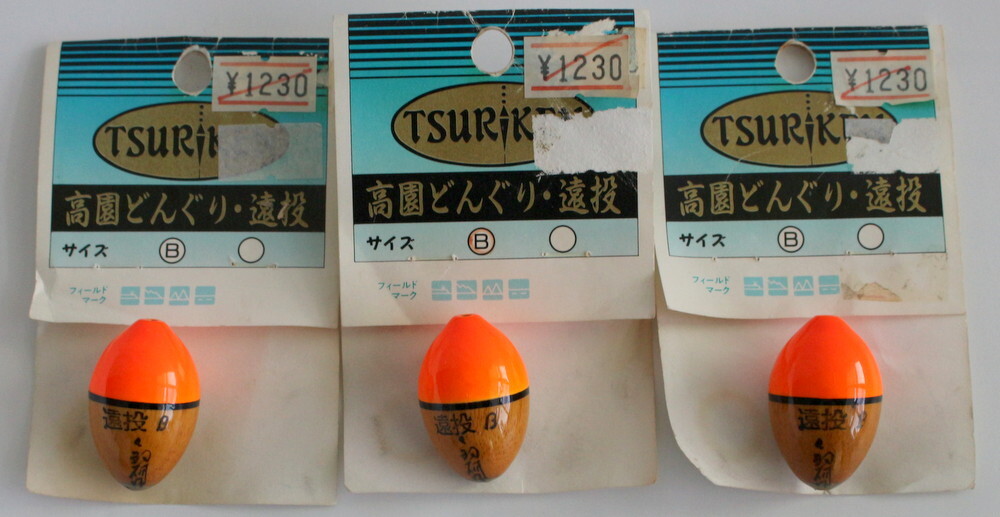 ¥1230
TSURIK
高園どんぐり・遠投
サイズ B
フィールド
マーク
遠投 B
¥1230
TSURIKE
高園どんぐり・遠投
サイズ B
フィールド
マーク
遠投 B
¥1230
TSURIKEN
高園どんぐり・遠投
サイズ B
フィールド
マーク
遠投